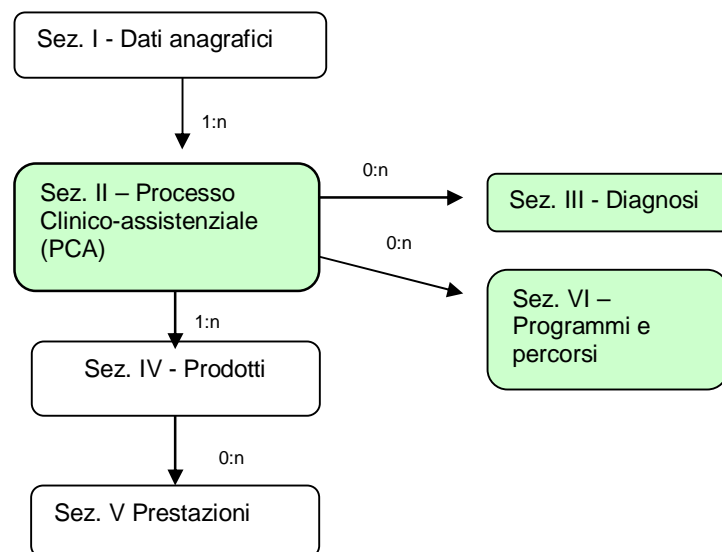 Sez. I - Dati anagrafici
1:n
Sez. II – Processo
Clinico-assistenziale
(PCA)
0:n
Sez. III - Diagnosi
0:n
Sez. VI –
Programmi e
percorsi
1:n
Sez. IV - Prodotti
0:n
Sez. V Prestazioni